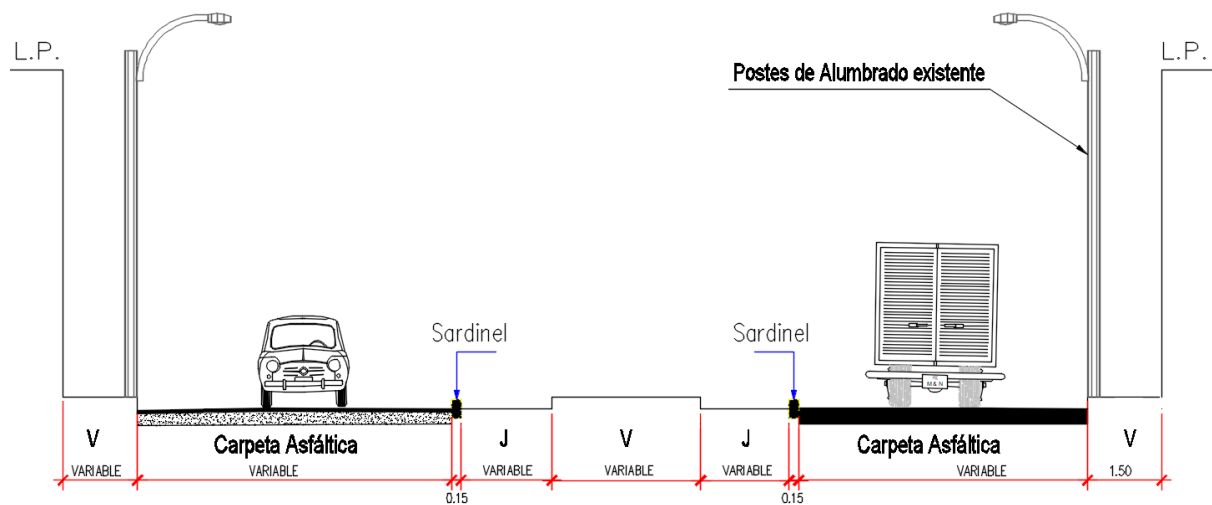 L.P.
L.P.
Postes de Alumbrado existente
Sardinel
Sardinel
M & N
V
Carpeta Asfáltica
J
V
J
Carpeta Asfáltica
V
VARIABLE
VARIABLE
VARIABLE
VARIABLE
VARIABLE
VARIABLE
1.50
0.15
0.15